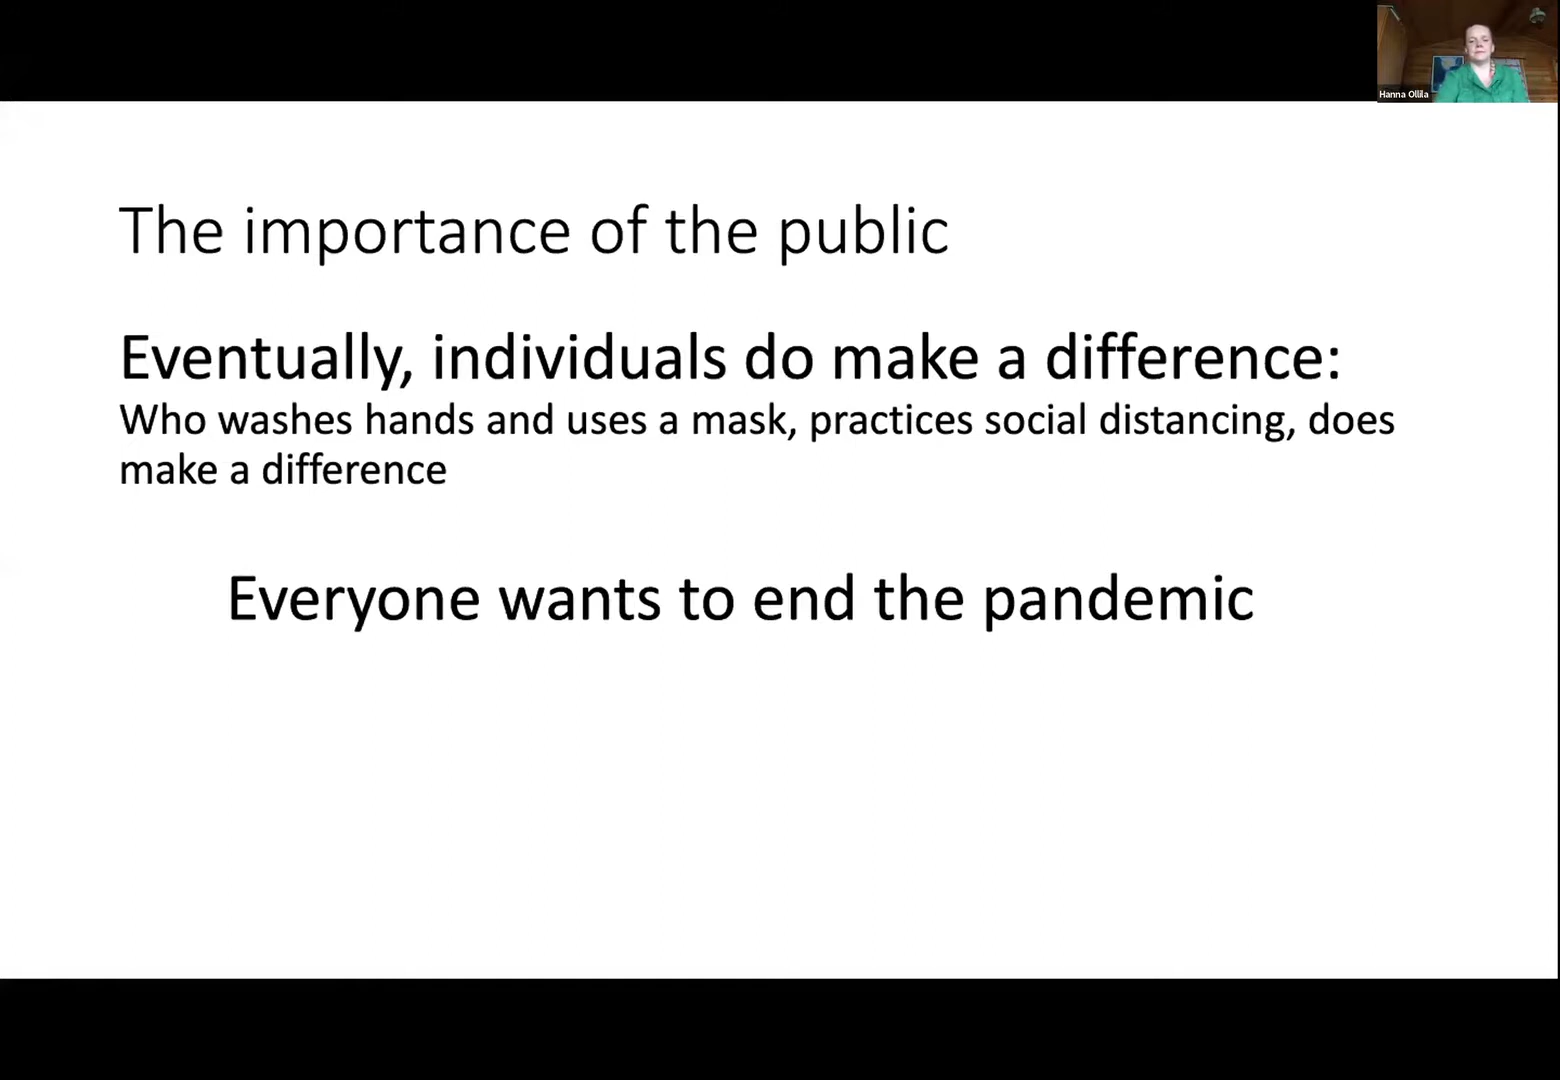 Hanna Ollila
The importance of the public
Eventually, individuals do make a difference:
Who washes hands and uses a mask, practices social distancing, does
make a difference
Everyone wants to end the pandemic